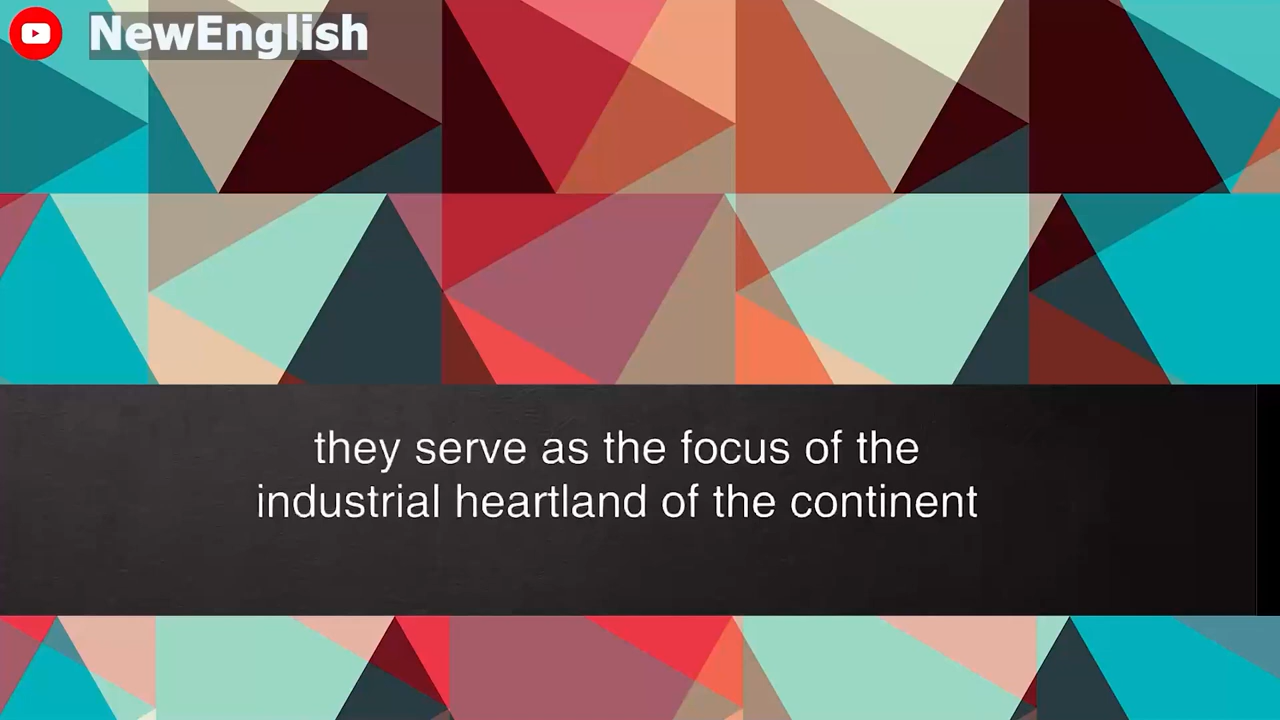 NewEnglish
they serve as the focus of the
industrial heartland of the continent